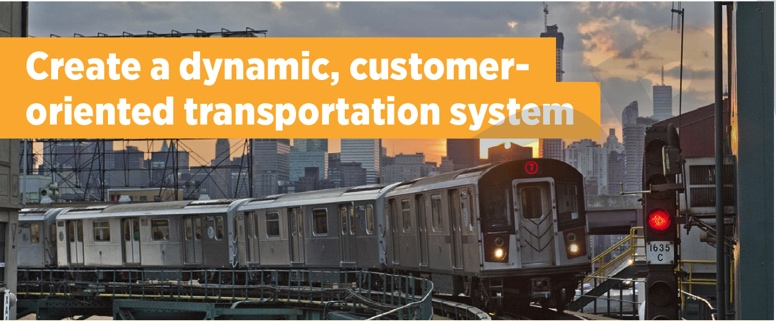 Create a dynamic, customer-
oriented transportation system
7
1635
C